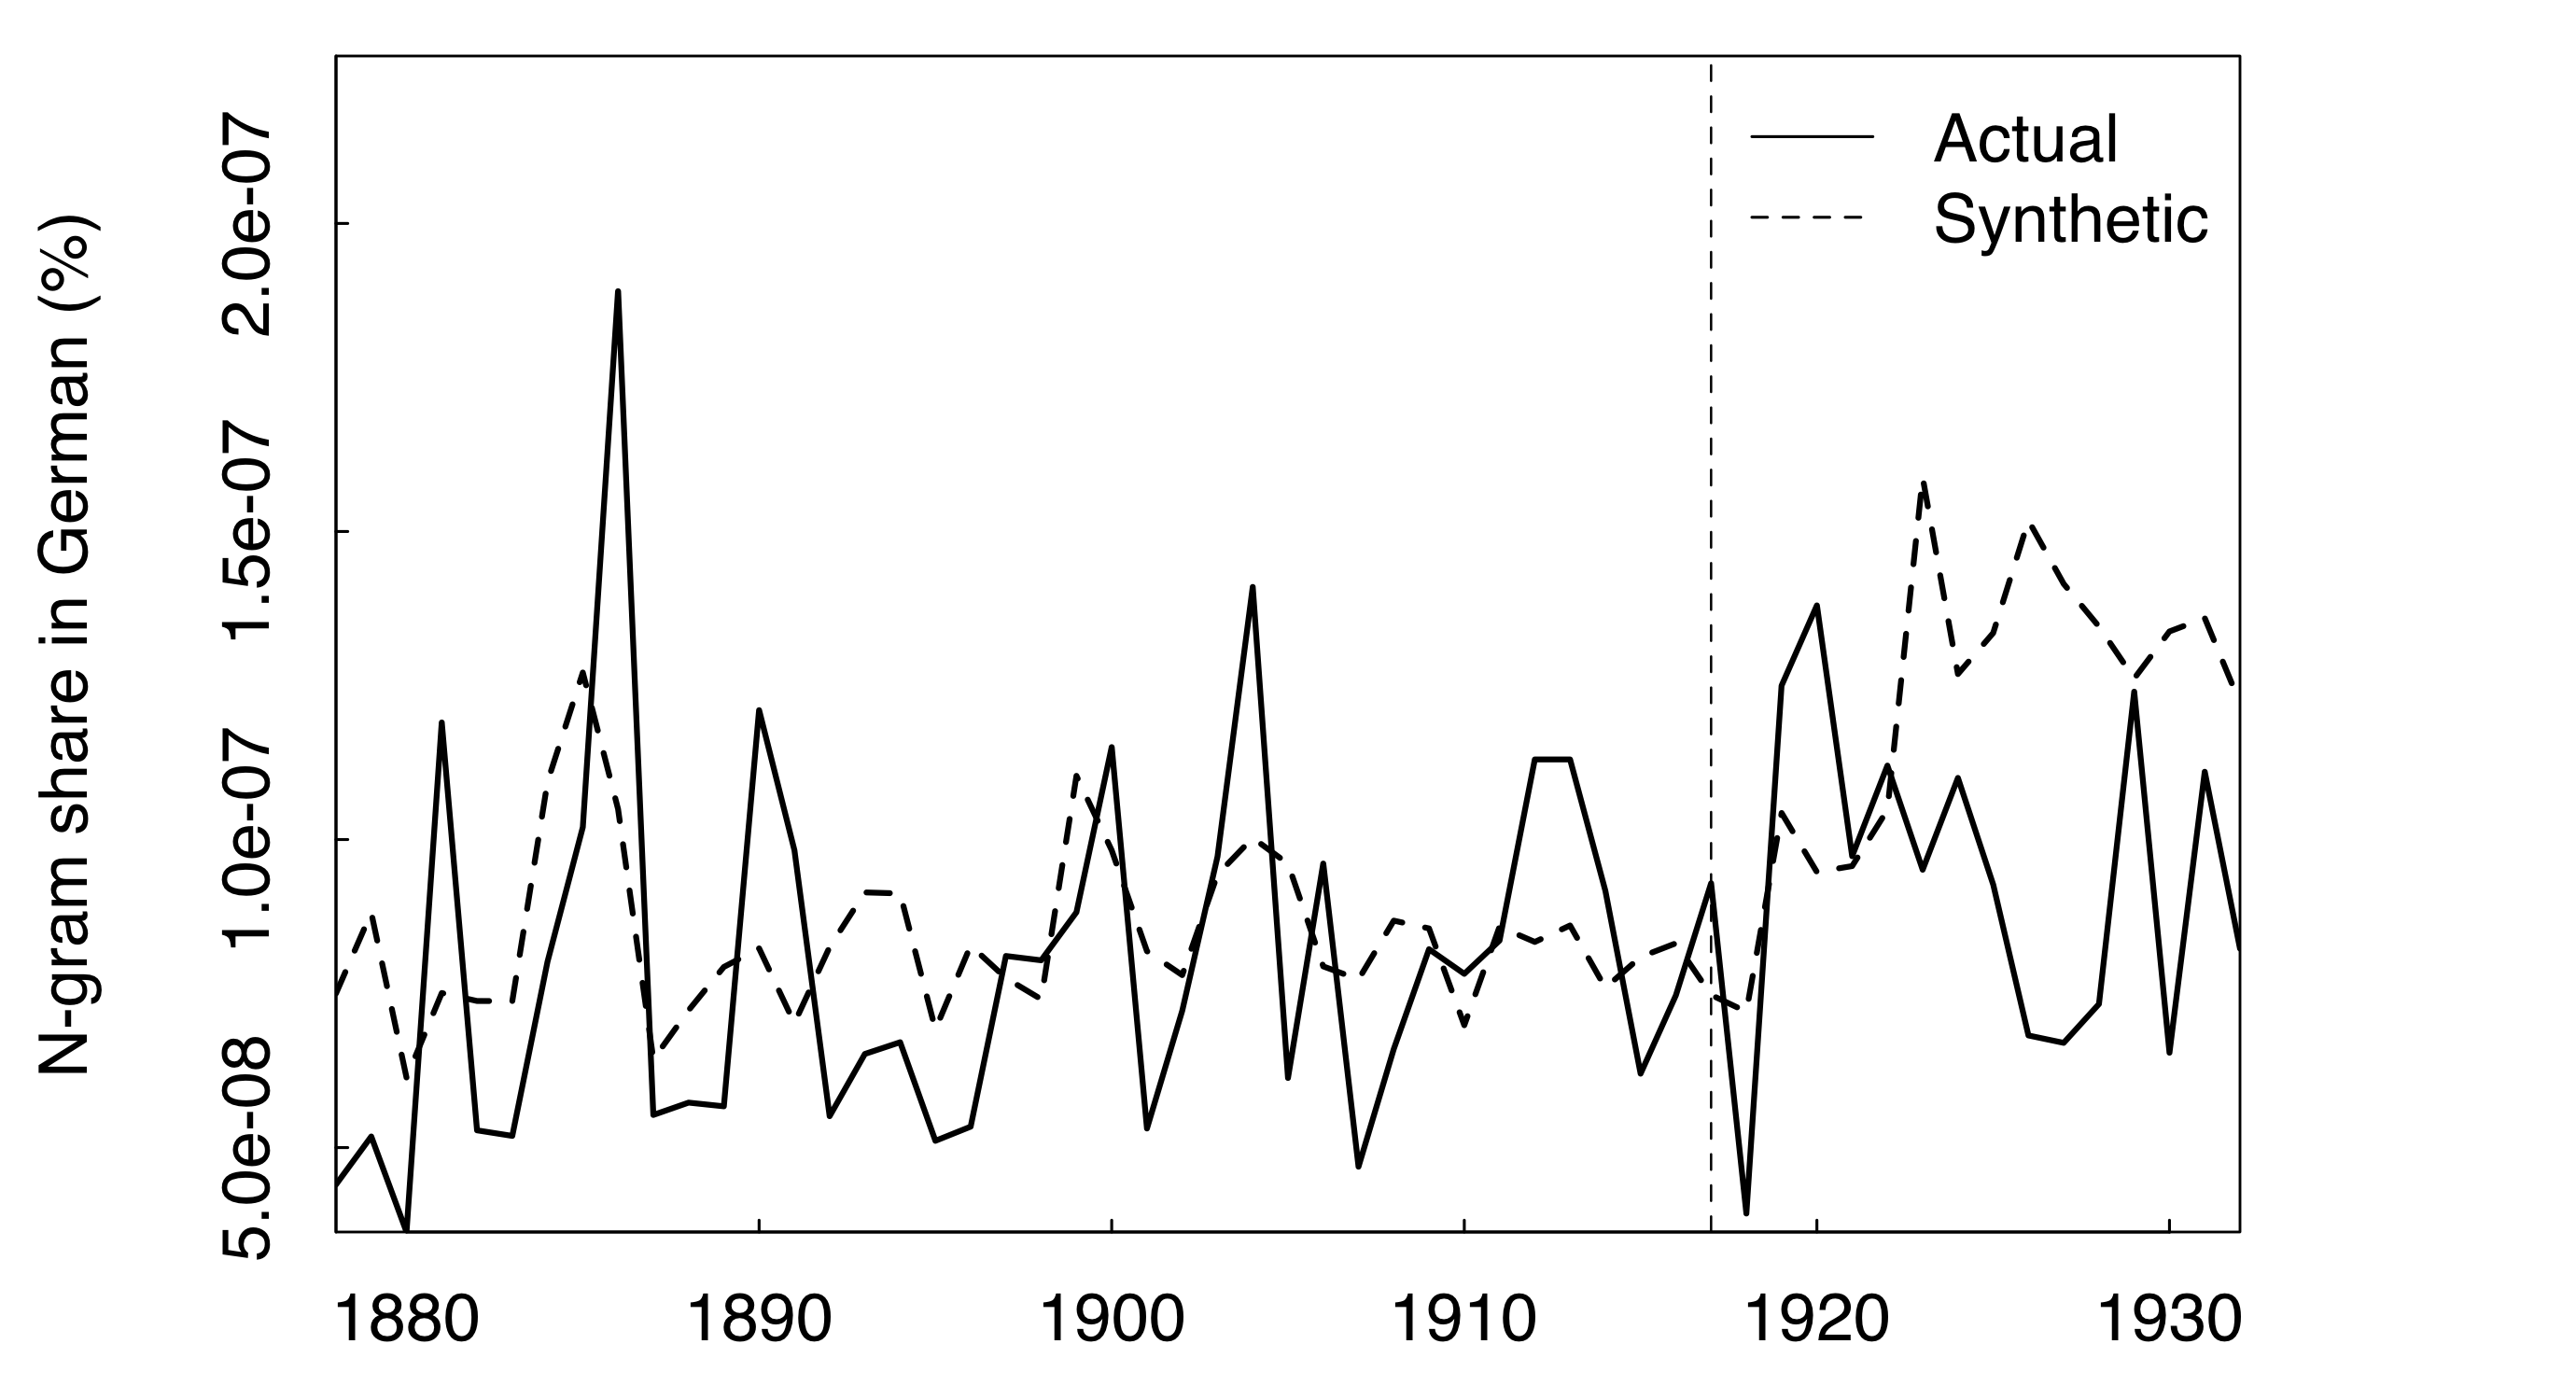 N-gram share in German (%)
2.0e-07
1.5e-07
1.0e-07
5.0e-08
Actual
Synthetic
1880 1890 1900 1910 1920 1930